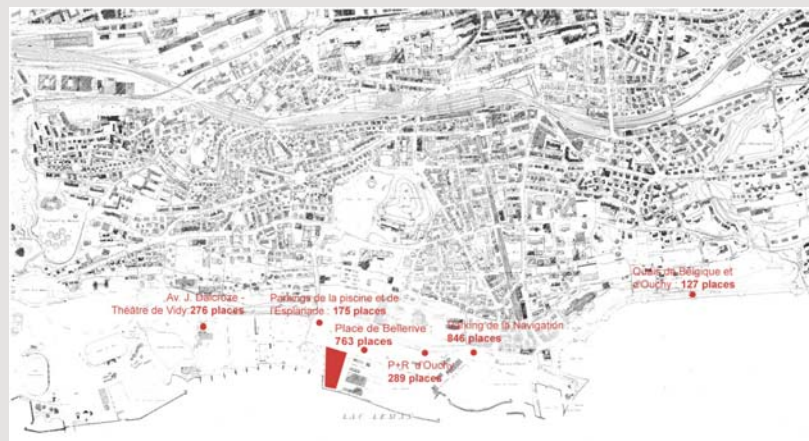 Av. J. Dalcroze -
Théâtre de Vidy: 276 places
Parkings de la piscine et de
l'Esplanade : 175 places
Place de Bellerive :
763 places
P+R d'Ouchy
289 places
Parking de la Navigation
846 places
Quais de Belgique et
d'Ouchy : 127 places
LAC LEMAN